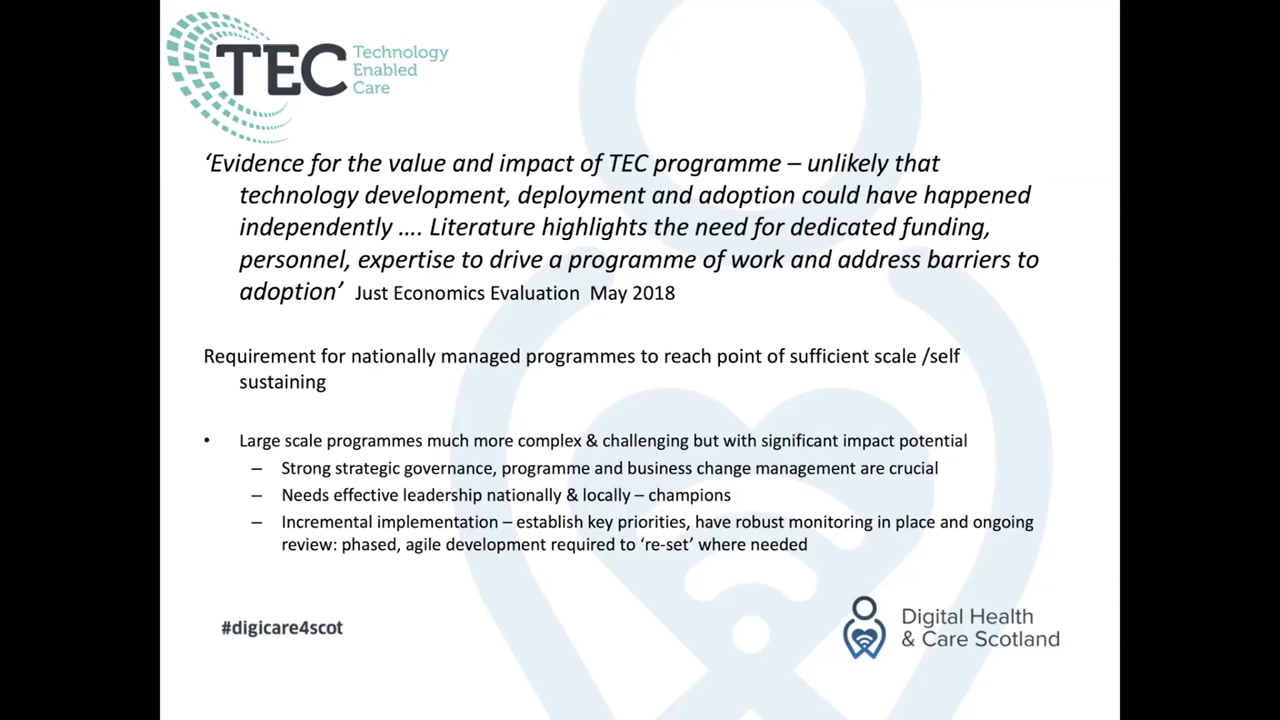 TEC Technology
Enabled
Care
‘Evidence for the value and impact of TEC programme – unlikely that
technology development, deployment and adoption could have happened
independently …. Literature highlights the need for dedicated funding,
personnel, expertise to drive a programme of work and address barriers to
adoption’ Just Economics Evaluation May 2018
Requirement for nationally managed programmes to reach point of sufficient scale /self
sustaining
• Large scale programmes much more complex & challenging but with significant impact potential
– Strong strategic governance, programme and business change management are crucial
– Needs effective leadership nationally & locally – champions
– Incremental implementation – establish key priorities, have robust monitoring in place and ongoing
review: phased, agile development required to ‘re-set’ where needed
#digicare4scot
Digital Health
& Care Scotland